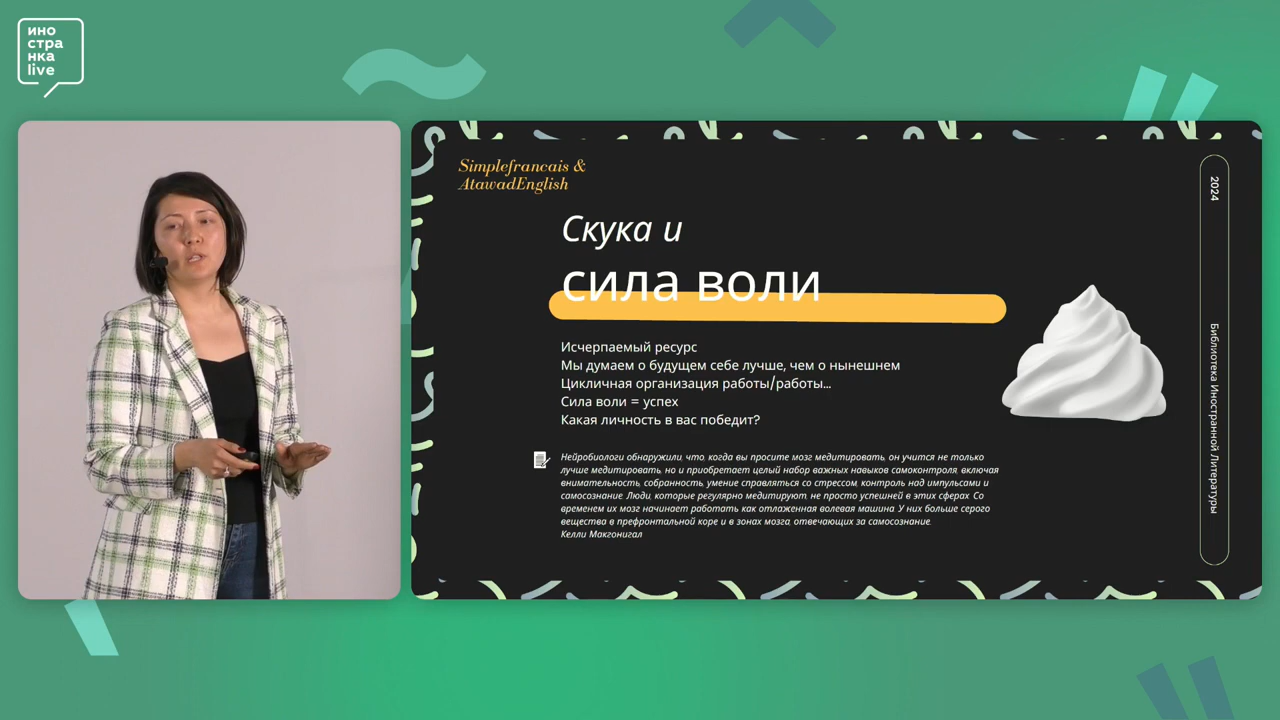 ино
стра
нка
live
Simplefrancais &
AtawadEnglish
Скука и
сила воли
Исчерпаемый ресурс
Мы думаем о будущем себе лучше, чем о нынешнем
Цикличная организация работы/работы...
Сила воли = успех
Какая личность в вас победит?
Нейробиологи обнаружили, что, когда вы просите мозг медитировать, он учится не только
лучше медитировать, но и приобретает целый набор важных навыков самоконтроля, включая
внимательность, собранность, умение справляться со стрессом, контроль над импульсами и
самосознание. Люди, которые регулярно медитируют, не просто успешней в этих сферах. Со
временем их мозг начинает работать как отлаженная волевая машина. У них больше серого
вещества в префронтальной коре и в зонах мозга, отвечающих за самосознание.
Келли Макгонигал
2024
Библиотека Иностранной Литературы